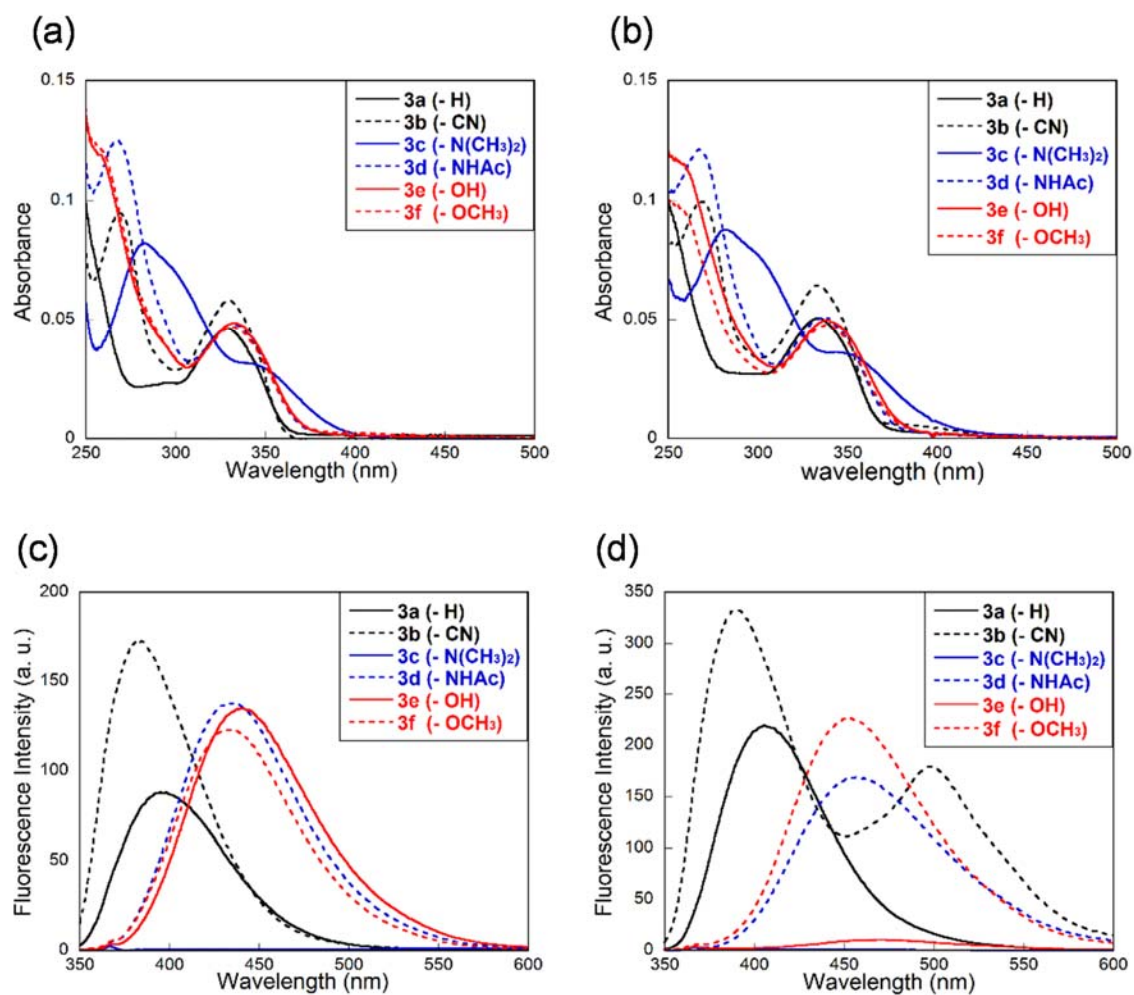 (a)
(b)
0.15
0.1
0.05
0
Absorbance
250 300 350 400 450 500
Wavelength (nm)
3a (- H)
3b (- CN)
3c (- N(CH₃)₂)
3d (- NHAc)
3e (- OH)
3f (- OCH₃)
0.15
0.1
0.05
0
Absorbance
250 300 350 400 450 500
wavelength (nm)
3a (- H)
3b (- CN)
3c (- N(CH₃)₂)
3d (- NHAc)
3e (- OH)
3f (- OCH₃)
(c)
(d)
200
150
100
50
0
Fluorescence Intensity (a. u.)
350 400 450 500 550 600
Wavelength (nm)
3a (- H)
3b (- CN)
3c (- N(CH₃)₂)
3d (- NHAc)
3e (- OH)
3f (- OCH₃)
350
300
250
200
150
100
50
0
Fluorescence Intensity (a. u.)
350 400 450 500 550 600
Wavelength (nm)
3a (- H)
3b (- CN)
3c (- N(CH₃)₂)
3d (- NHAc)
3e (- OH)
3f (- OCH₃)